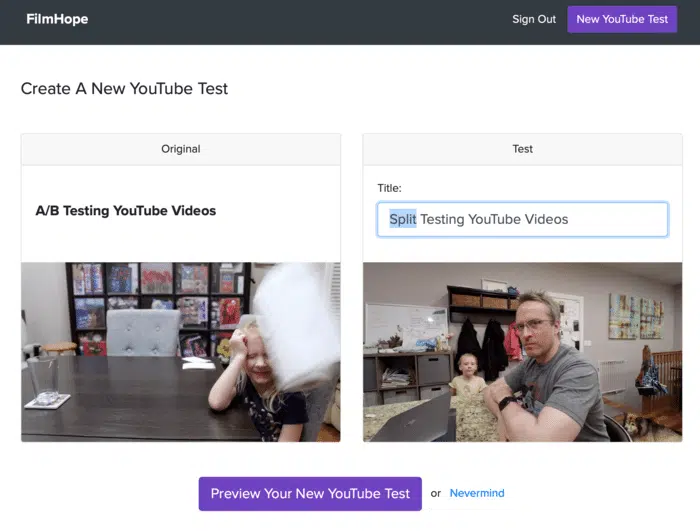 FilmHope
Sign Out
New YouTube Test
Create A New YouTube Test
Original
Test
A/B Testing YouTube Videos
Title:
Split Testing YouTube Videos
Preview Your New YouTube Test or Nevermind